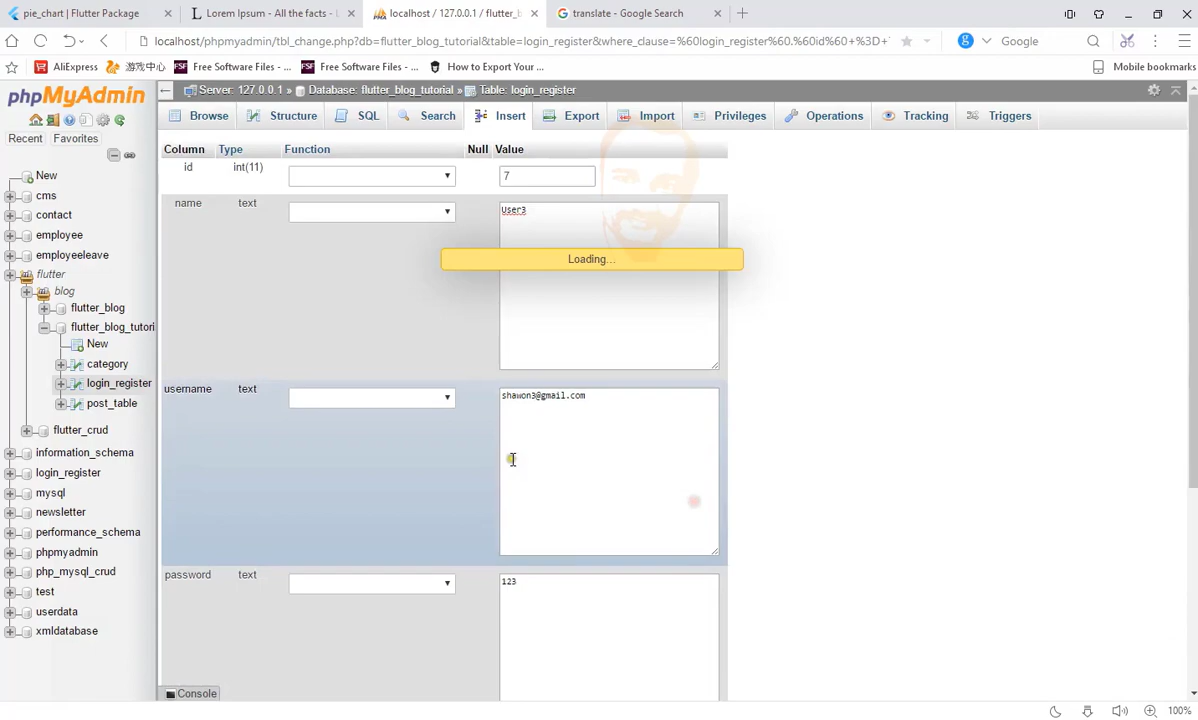 pie_chart | Flutter Package
Lorem Ipsum - All the facts - L
localhost / 127.0.0.1 / flutter_b
translate - Google Search
localhost/phpmyadmin/tbl_change.php?db=flutter_blog_tutorial&table=login_register&where_clause=%60login_register%60.%60id%60+%3D+
Google
AliExpress
游戏中心
Free Software Files - ...
Free Software Files - ...
How to Export Your ...
Mobile bookmarks
phpMyAdmin
Server: 127.0.0.1 » Database: flutter_blog_tutorial » Table: login_register
Browse Structure SQL Search Insert Export Import Privileges Operations Tracking Triggers
Recent Favorites
New
cms
contact
employee
employeeleave
flutter
blog
flutter_blog
flutter_blog_tutori
New
category
login_register
post_table
flutter_crud
information_schema
login_register
mysql
newsletter
performance_schema
phpmyadmin
php_mysql_crud
test
userdata
xmldatabase
Column Type Function Null Value
id int(11) 7
name text User3
Loading...
username text shawon3@gmail.com
password text 123
Console
100%